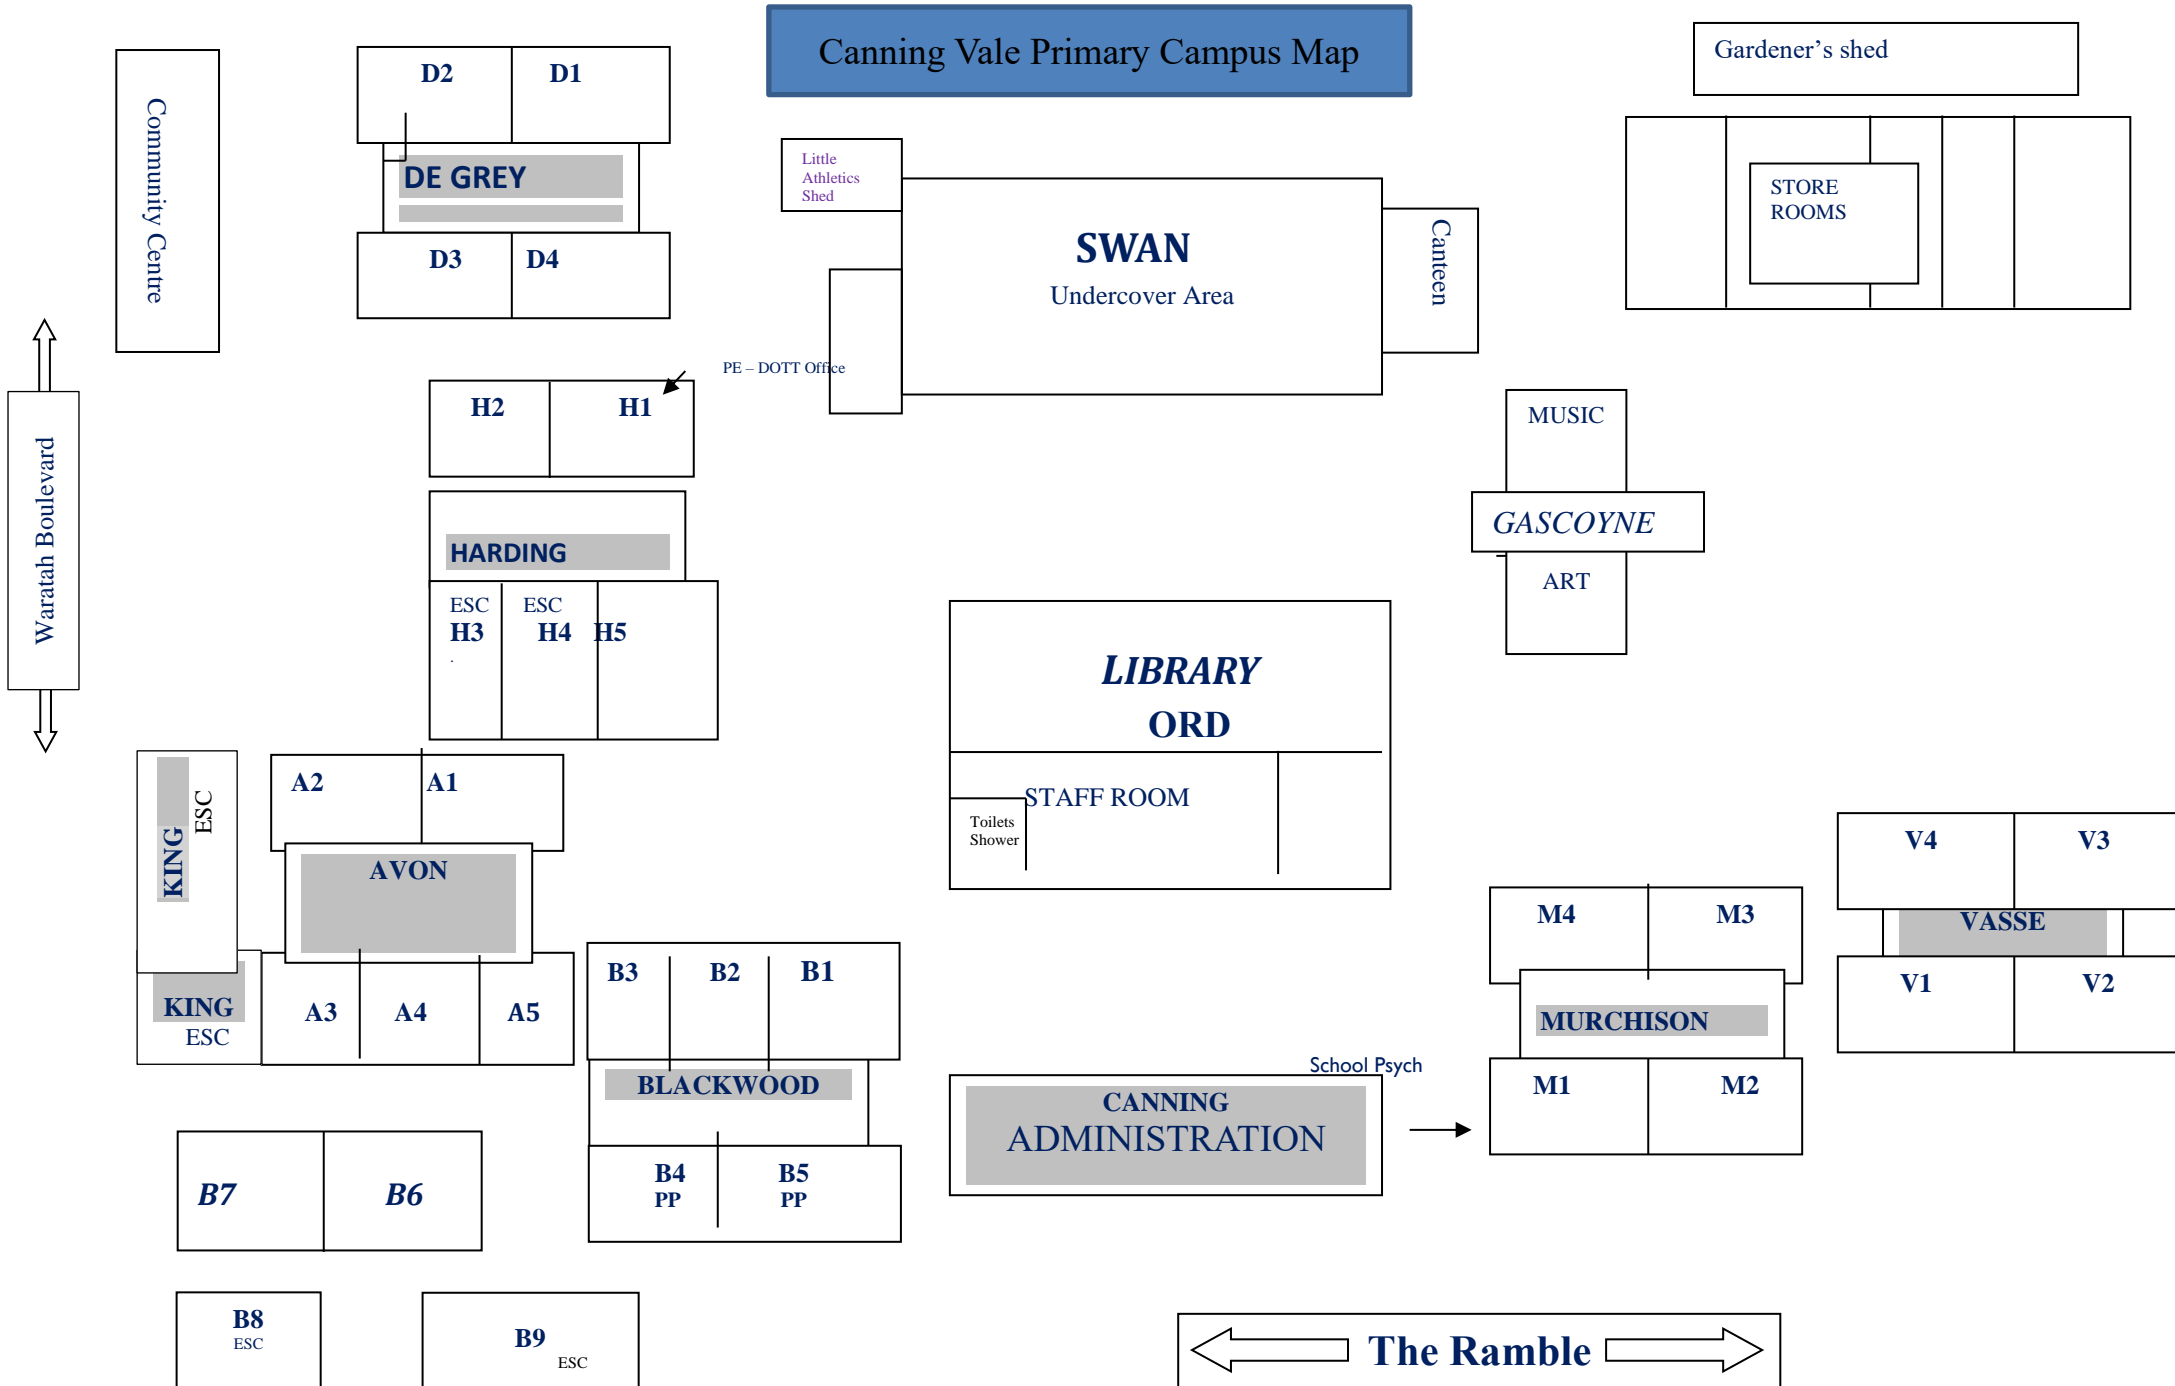 Canning Vale Primary Campus Map
Gardener's shed
Community Centre
D2
D1
DE GREY
D3
D4
Little
Athletics
Shed
SWAN
Undercover Area
Canteen
STORE
ROOMS
Waratah Boulevard
PE – DOTT Office
H2
H1
HARDING
ESC
H3
.
ESC
H4
H5
MUSIC
GASCOYNE
ART
LIBRARY
ORD
STAFF ROOM
Toilets
Shower
KING
ESC
A2
A1
AVON
KING
ESC
A3
A4
A5
B3
B2
B1
BLACKWOOD
B4
PP
B5
PP
V4
V3
VASSE
V1
V2
M4
M3
MURCHISON
M1
M2
School Psych
CANNING
ADMINISTRATION
B7
B6
B8
ESC
B9
ESC
The Ramble